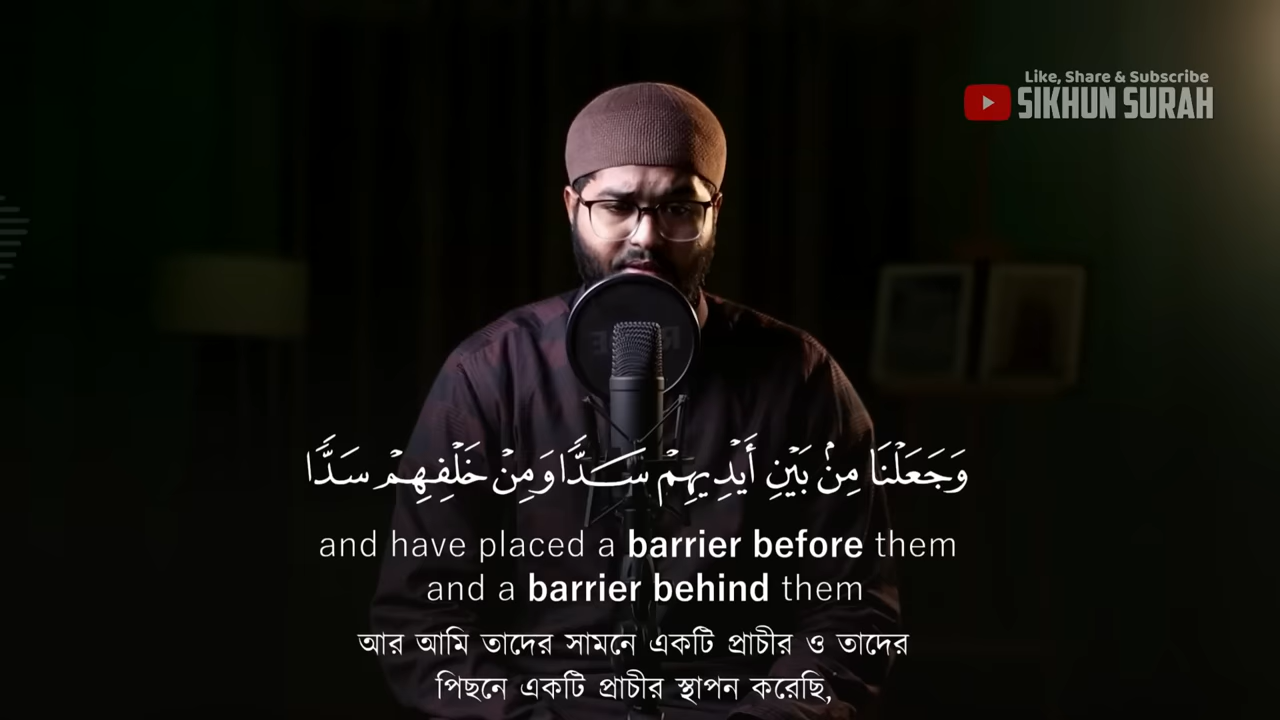 Like, Share & Subscribe
SIKHUN SURAH
وَجَعَلْنَا مِنۢ بَيْنِ أَيْدِيهِمْ سَدًّا وَمِنْ خَلْفِهِمْ سَدًّا
and have placed a barrier before them
and a barrier behind them
আর আমি তাদের সামনে একটি প্রাচীর ও তাদের
পিছনে একটি প্রাচীর স্থাপন করেছি,